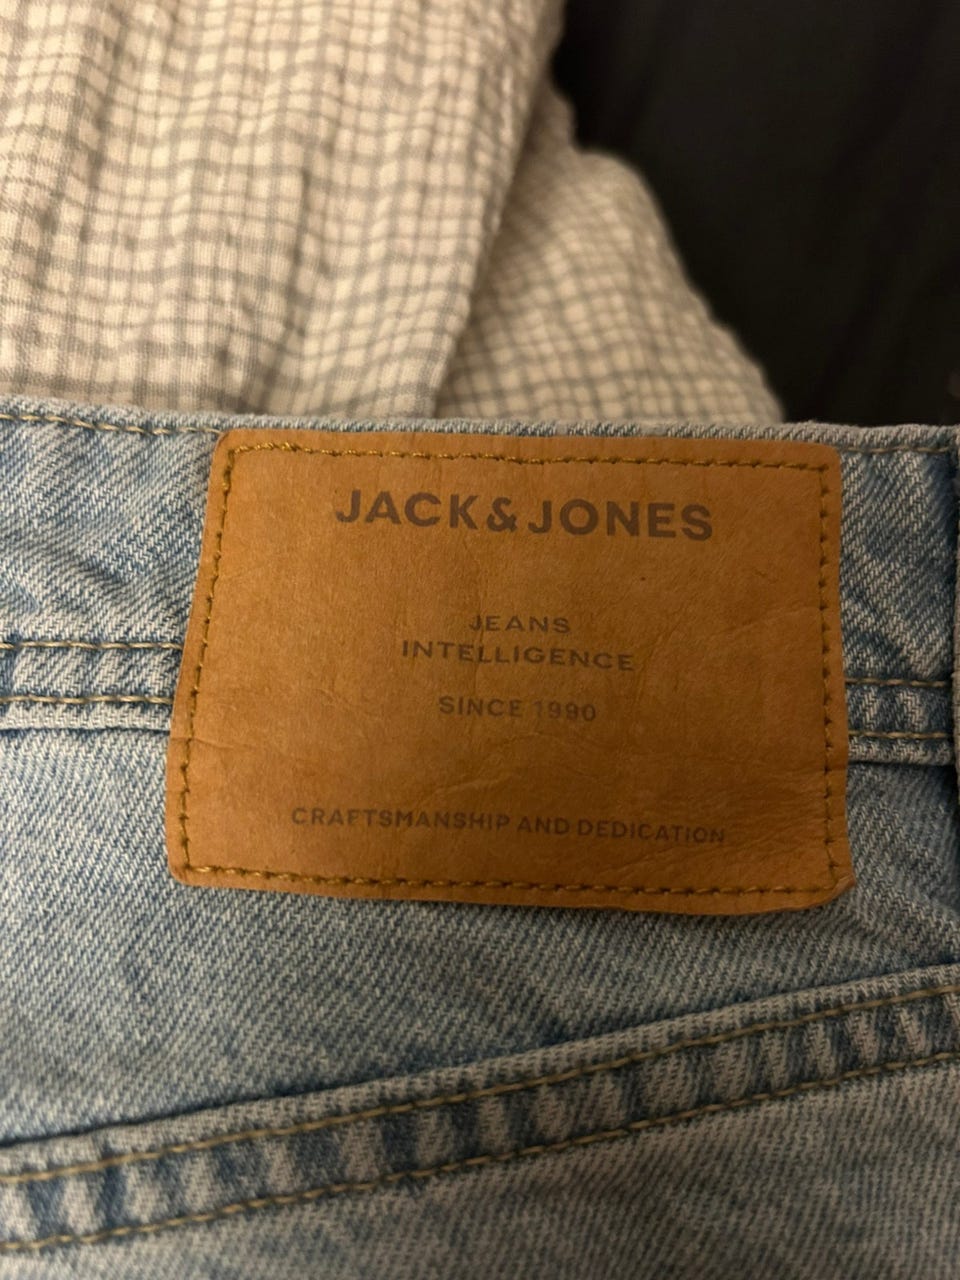 JACK & JONES
JEANS
INTELLIGENCE
SINCE 1990
CRAFTSMANSHIP AND DEDICATION